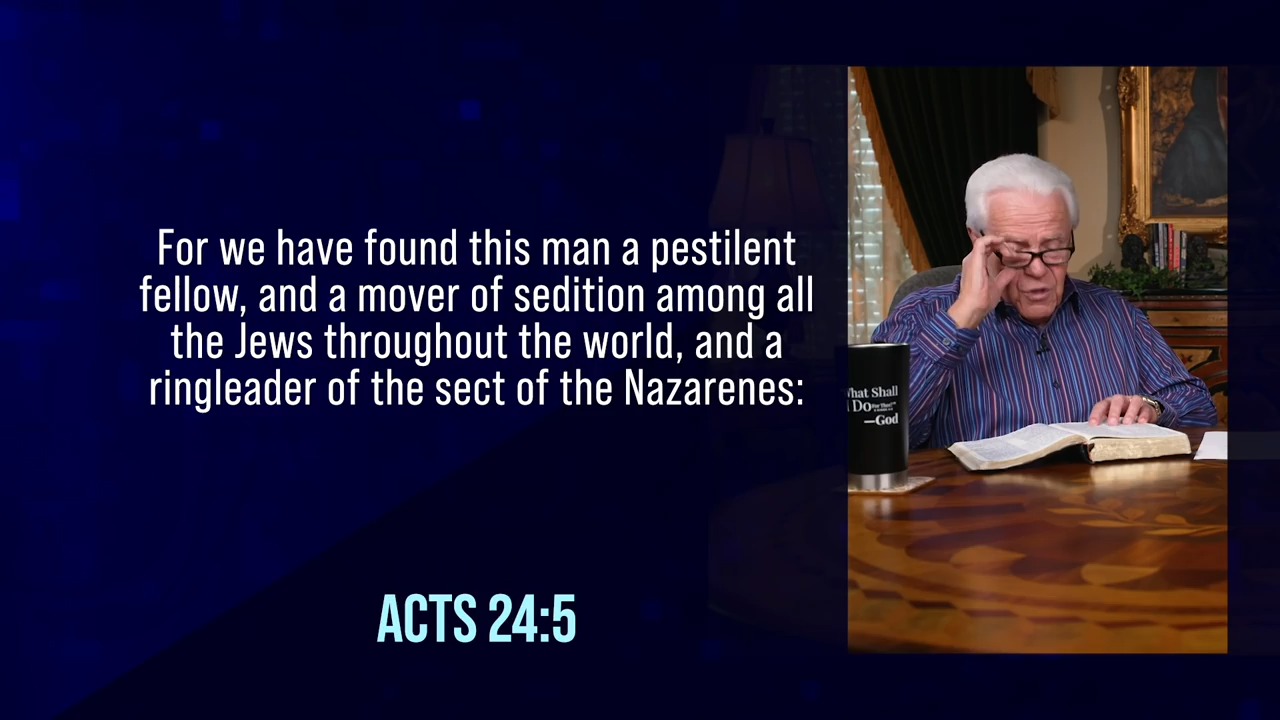 For we have found this man a pestilent
fellow, and a mover of sedition among all
the Jews throughout the world, and a
ringleader of the sect of the Nazarenes:
ACTS 24:5
What Shall
I Do
—God